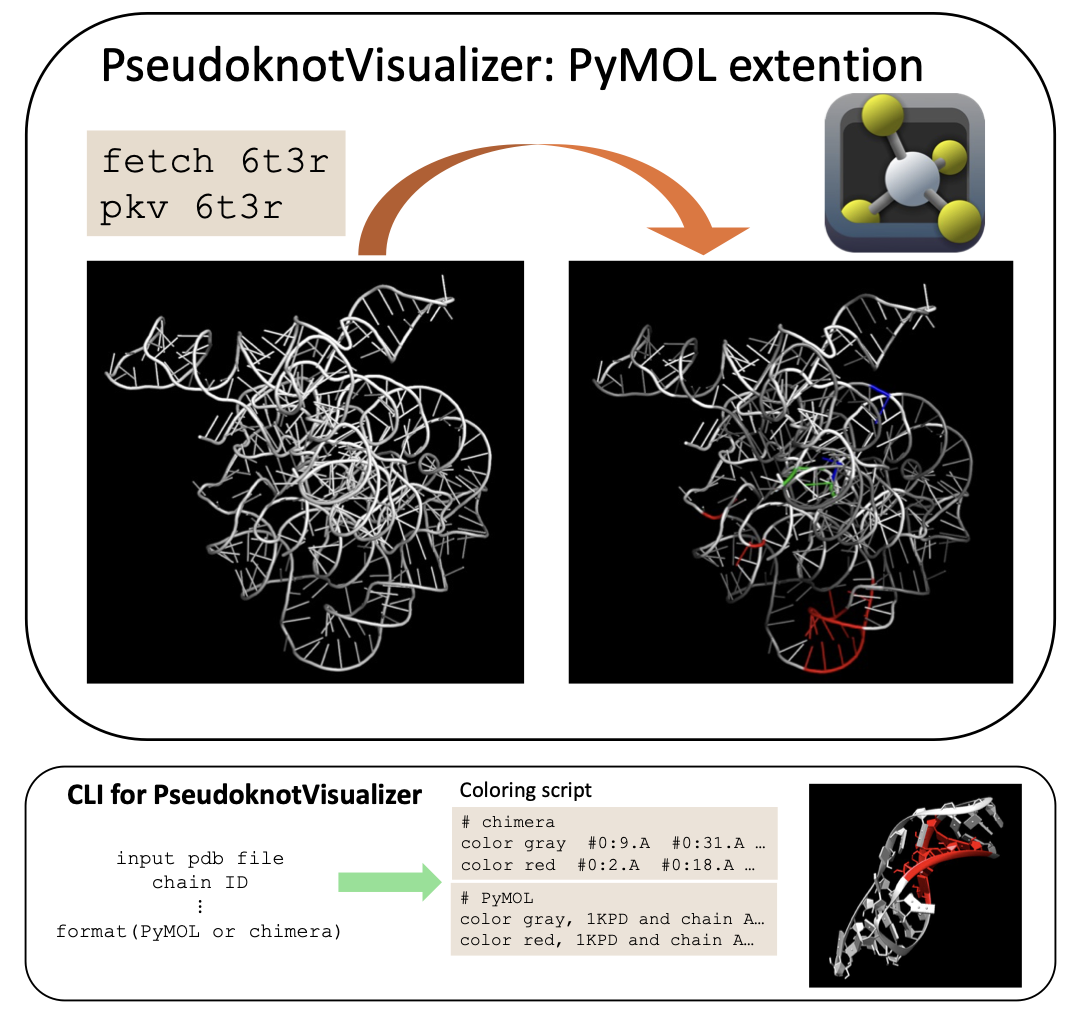 PseudoknotVisualizer: PyMOL extention
fetch 6t3r
pkv 6t3r
CLI for PseudoknotVisualizer
input pdb file
chain ID
⋮
format(PyMOL or chimera)
Coloring script
# chimera
color gray  #0:9.A  #0:31.A …
color red  #0:2.A  #0:18.A …
# PyMOL
color gray, 1KPD and chain A…
color red, 1KPD and chain A…